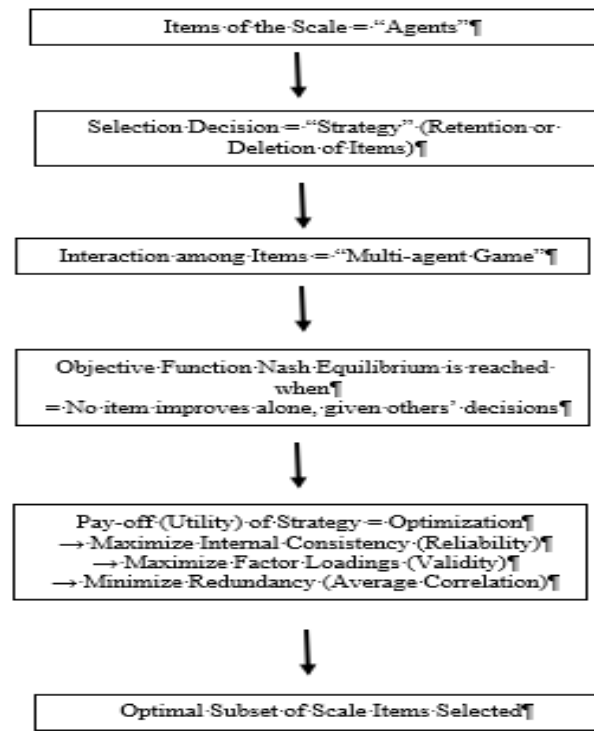 Items·of·the·Scale·=·“Agents”¶
Selection·Decision·=·“Strategy”·(Retention·or·
Deletion·of·Items)¶
Interaction·among·Items·=·“Multi-agent·Game”¶
Objective·Function·Nash·Equilibrium·is·reached·
when¶
=·No·item·improves·alone,·given·others’·decisions¶
Pay-off·(Utility)·of·Strategy·=·Optimization¶
→·Maximize·Internal·Consistency·(Reliability)¶
→·Maximize·Factor·Loadings·(Validity)¶
→·Minimize·Redundancy·(Average·Correlation)¶
Optimal·Subset·of·Scale·Items·Selected¶